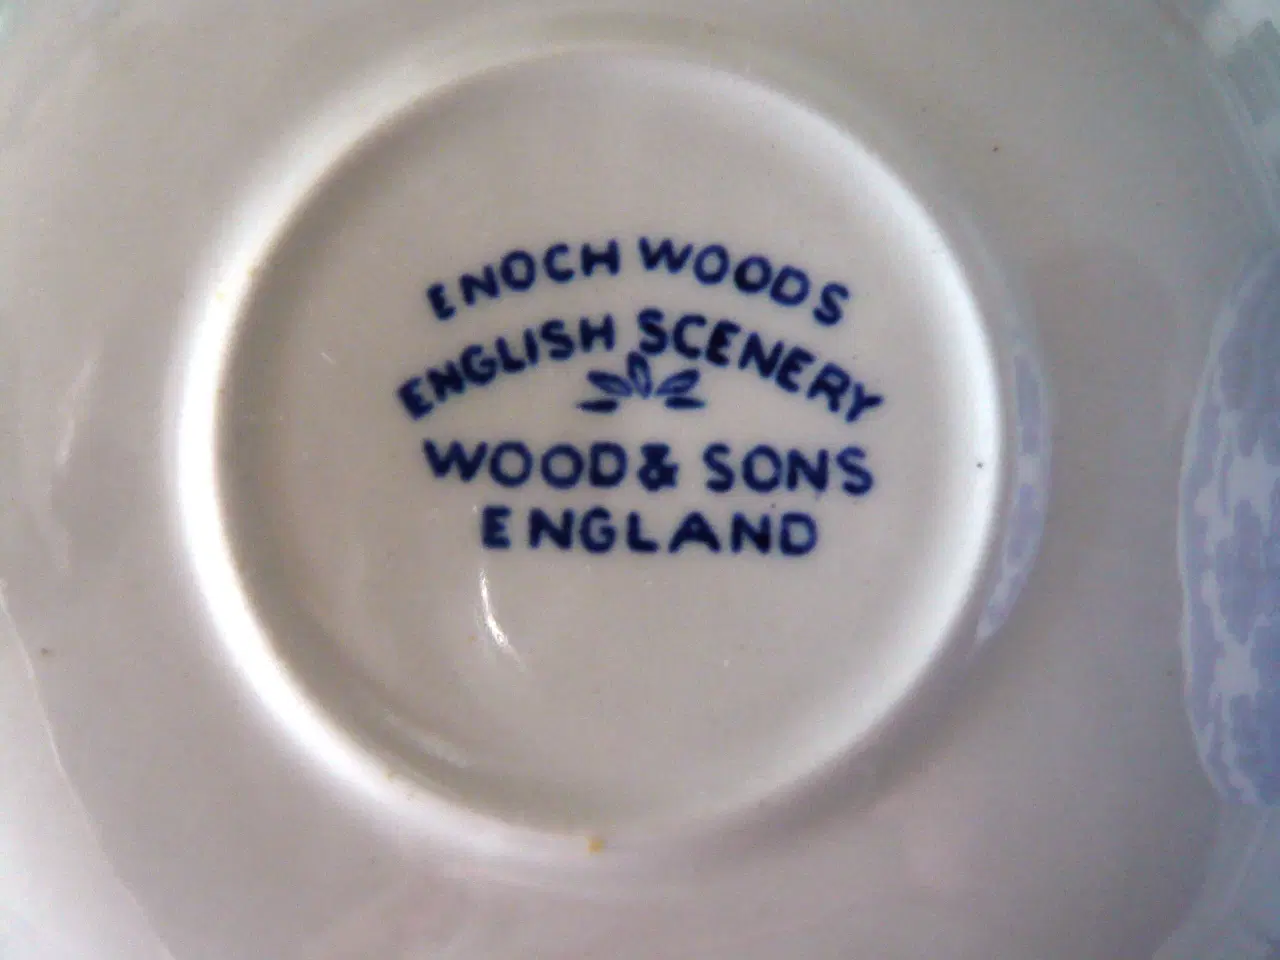 ENOCH WOODS
ENGLISH SCENERY
WOOD & SONS
ENGLAND